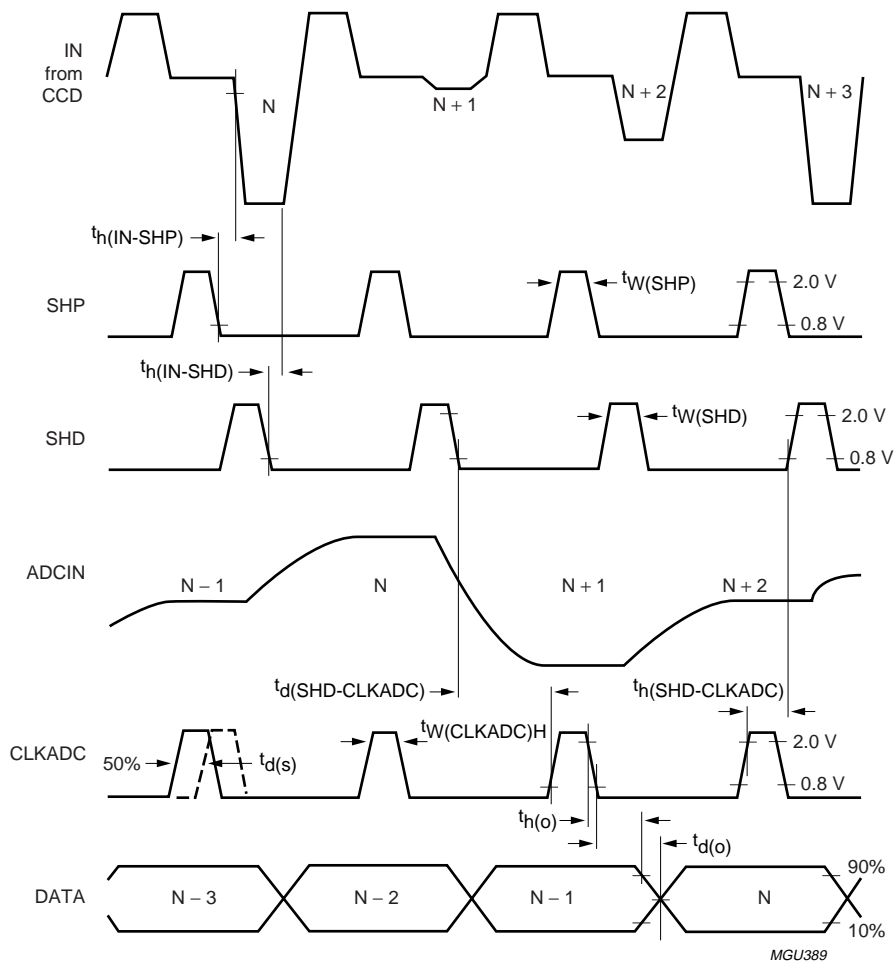 IN
from
CCD
N
N + 1
N + 2
N + 3
th(IN-SHP)
SHP
tW(SHP)
2.0 V
0.8 V
th(IN-SHD)
SHD
tW(SHD)
2.0 V
0.8 V
ADCIN
N − 1
N
N + 1
N + 2
td(SHD-CLKADC)
th(SHD-CLKADC)
CLKADC
50%
td(s)
tW(CLKADC)H
2.0 V
0.8 V
th(o)
td(o)
DATA
N − 3
N − 2
N − 1
N
90%
10%
MGU389